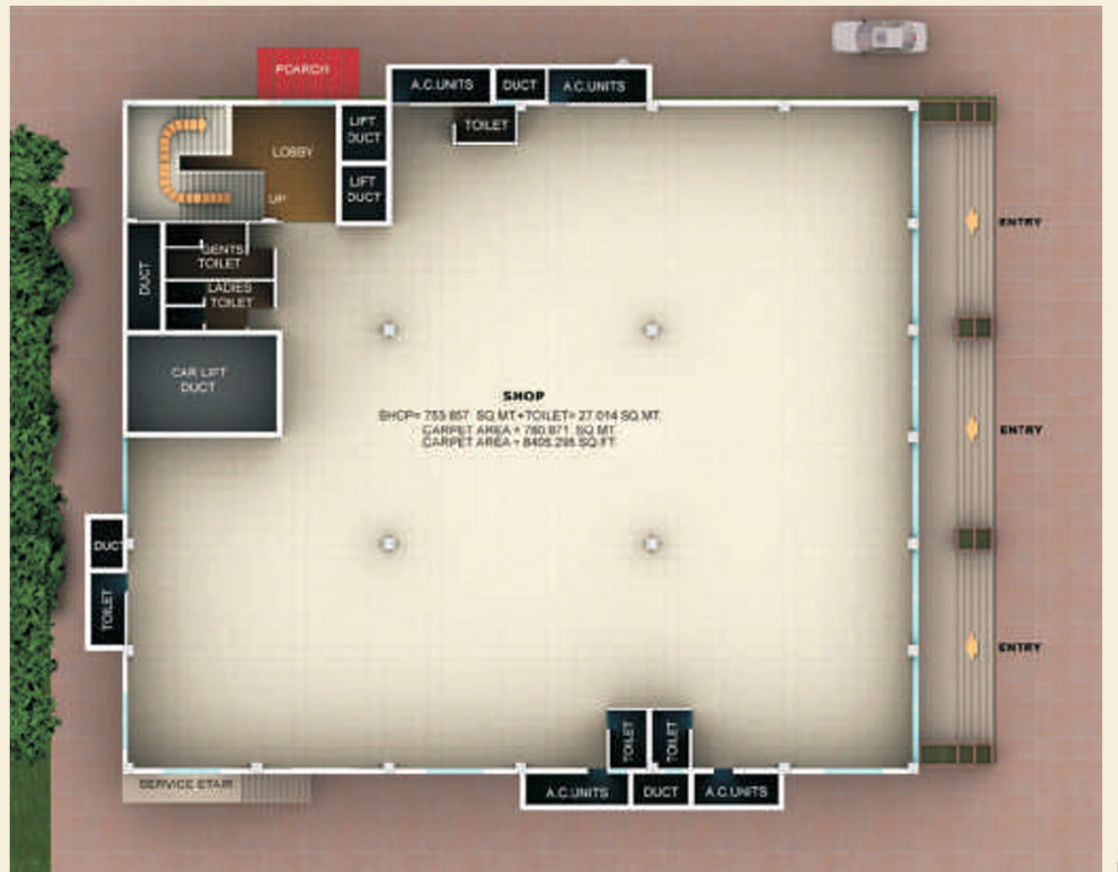 POARCH
A.C.UNITS
DUCT
A.C.UNITS
LIFT
DUCT
TOILET
LOBBY
LIFT
DUCT
UP
ENTRY
GENTS
TOILET
DUCT
LADIES
TOILET
CAR LIFT
DUCT
SHOP
SHOP= 753.857 SQ.MT+TOILET= 27.014 SQ.MT
CARPET AREA = 780.871 SQ.MT
CARPET AREA = 8405.298 SQ.FT
ENTRY
DUCT
TOILET
ENTRY
TOILET
TOILET
SERVICE STAIR
A.C.UNITS
DUCT
A.C.UNITS